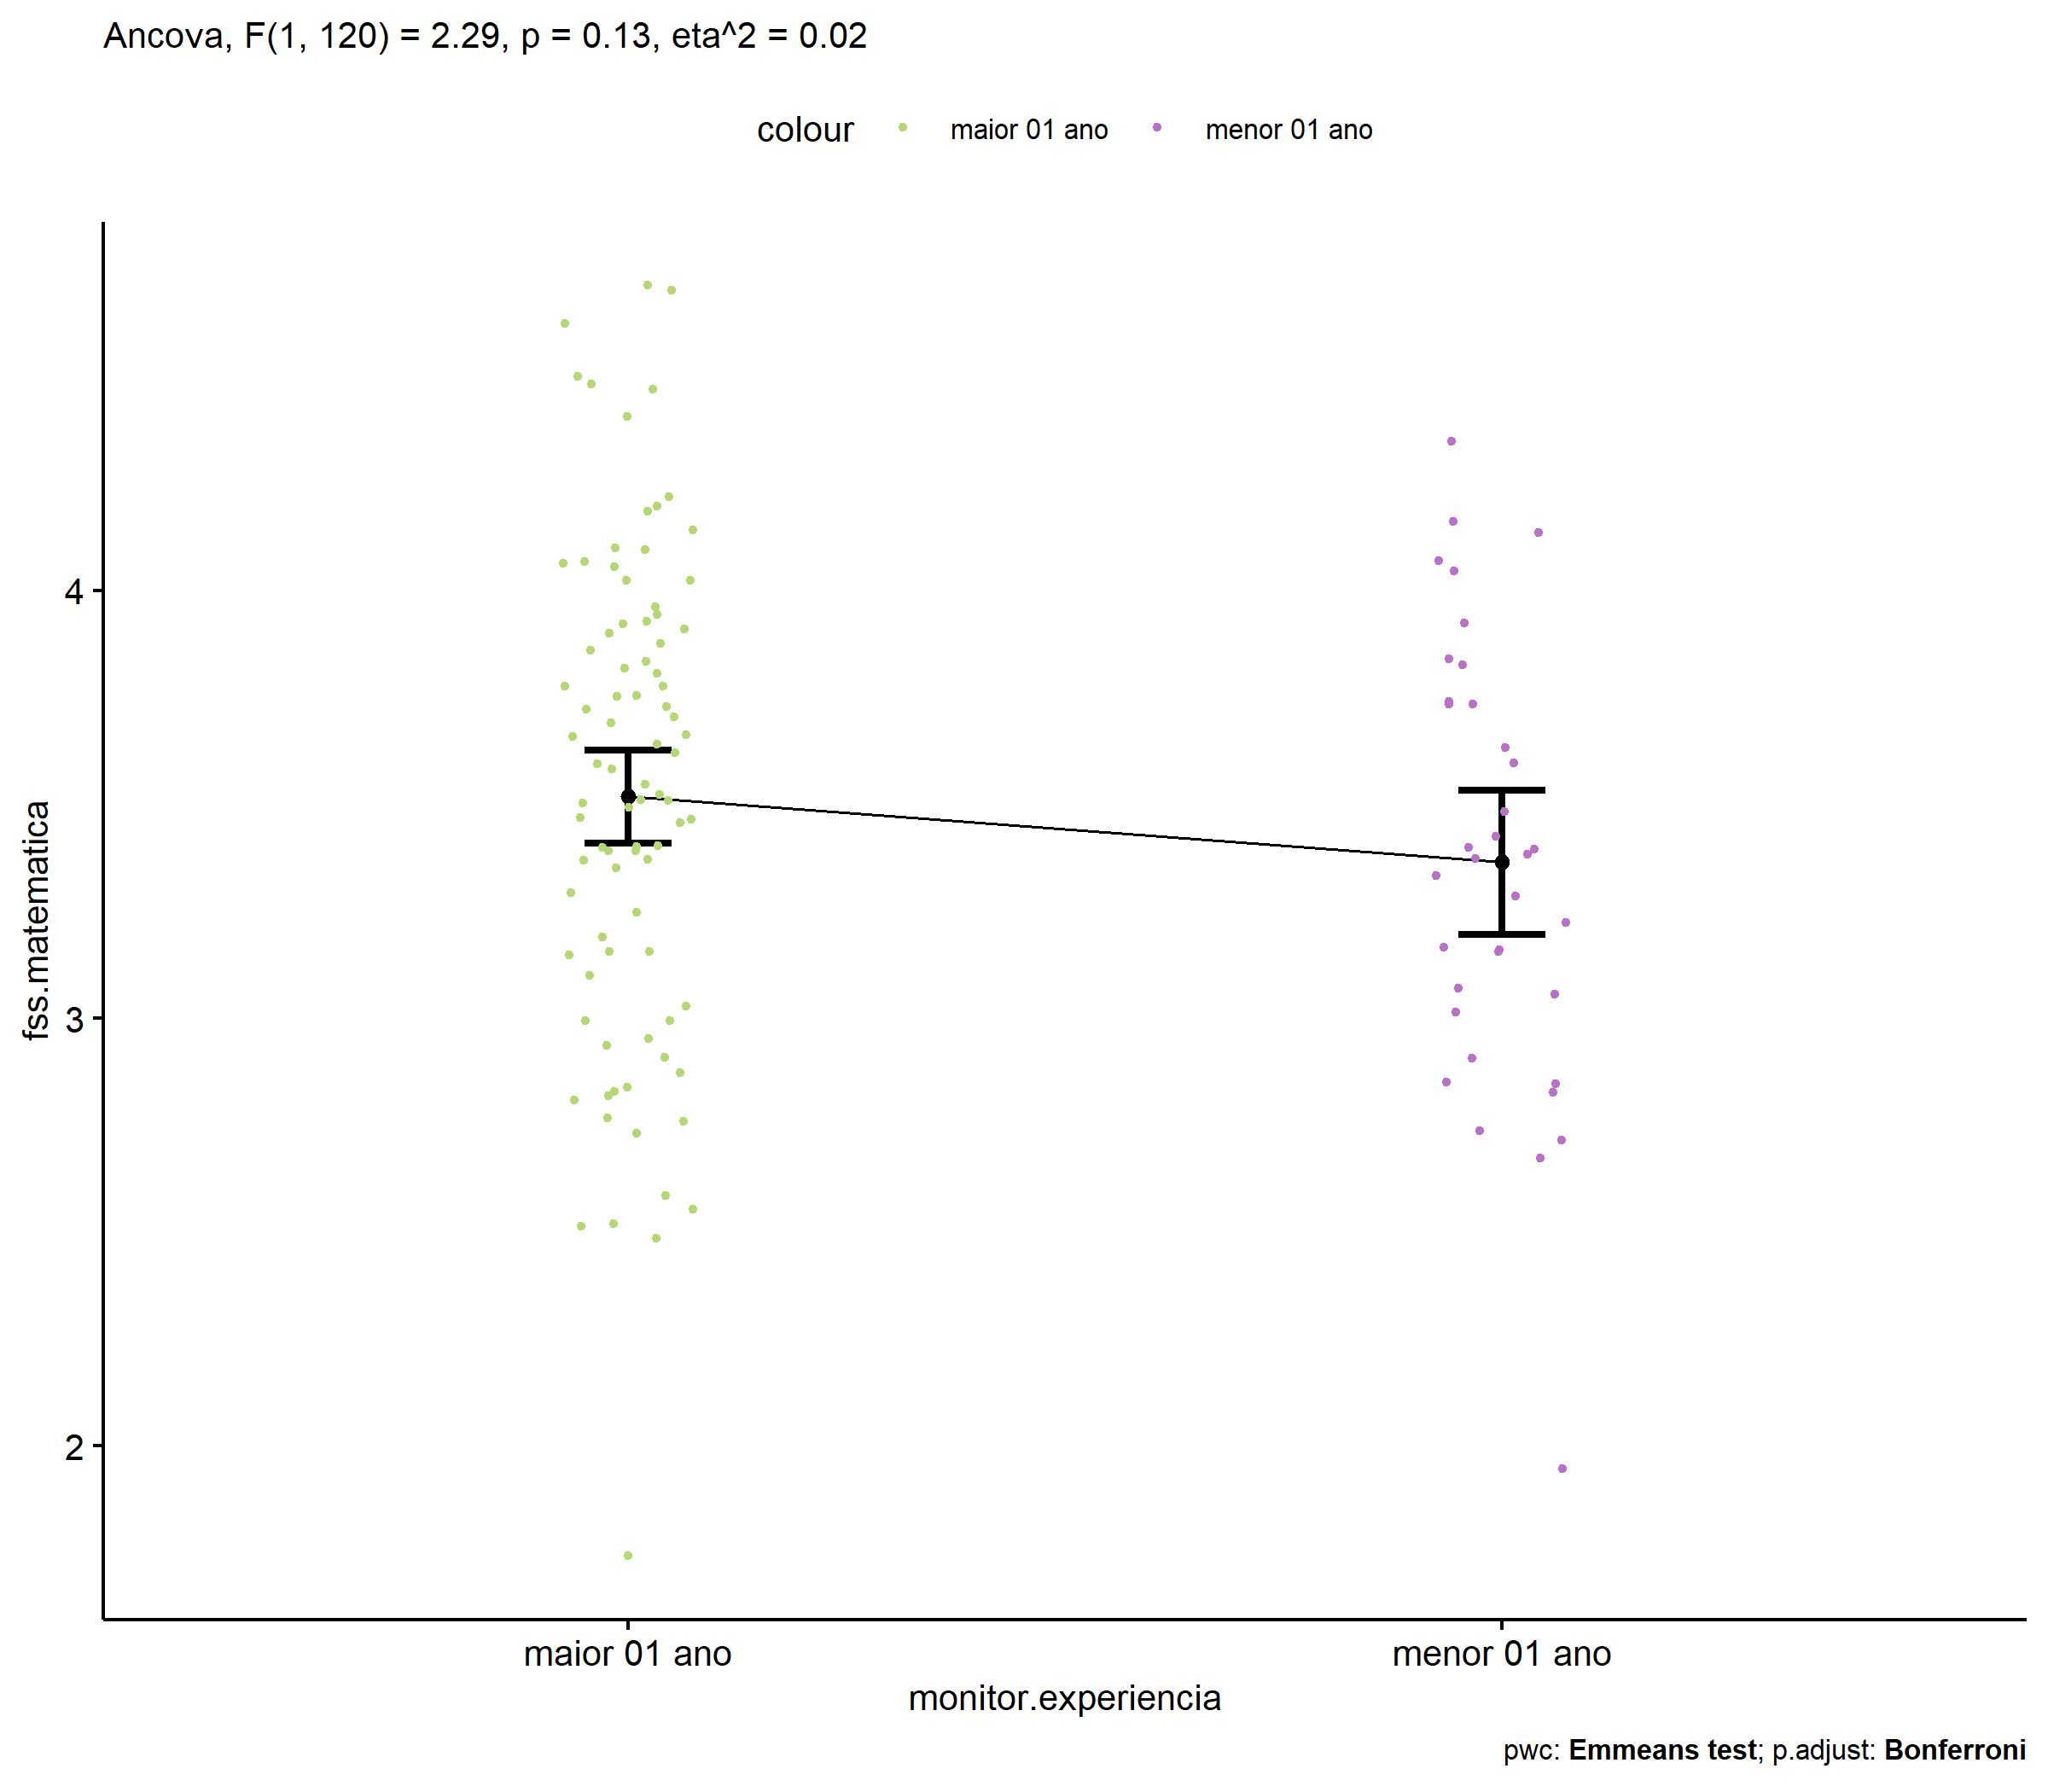 Ancova, F(1, 120) = 2.29, p = 0.13, eta^2 = 0.02
colour maior 01 ano menor 01 ano
fss.matematica
4
3
2
maior 01 ano menor 01 ano
monitor.experiencia
pwc: Emmeans test; p.adjust: Bonferroni